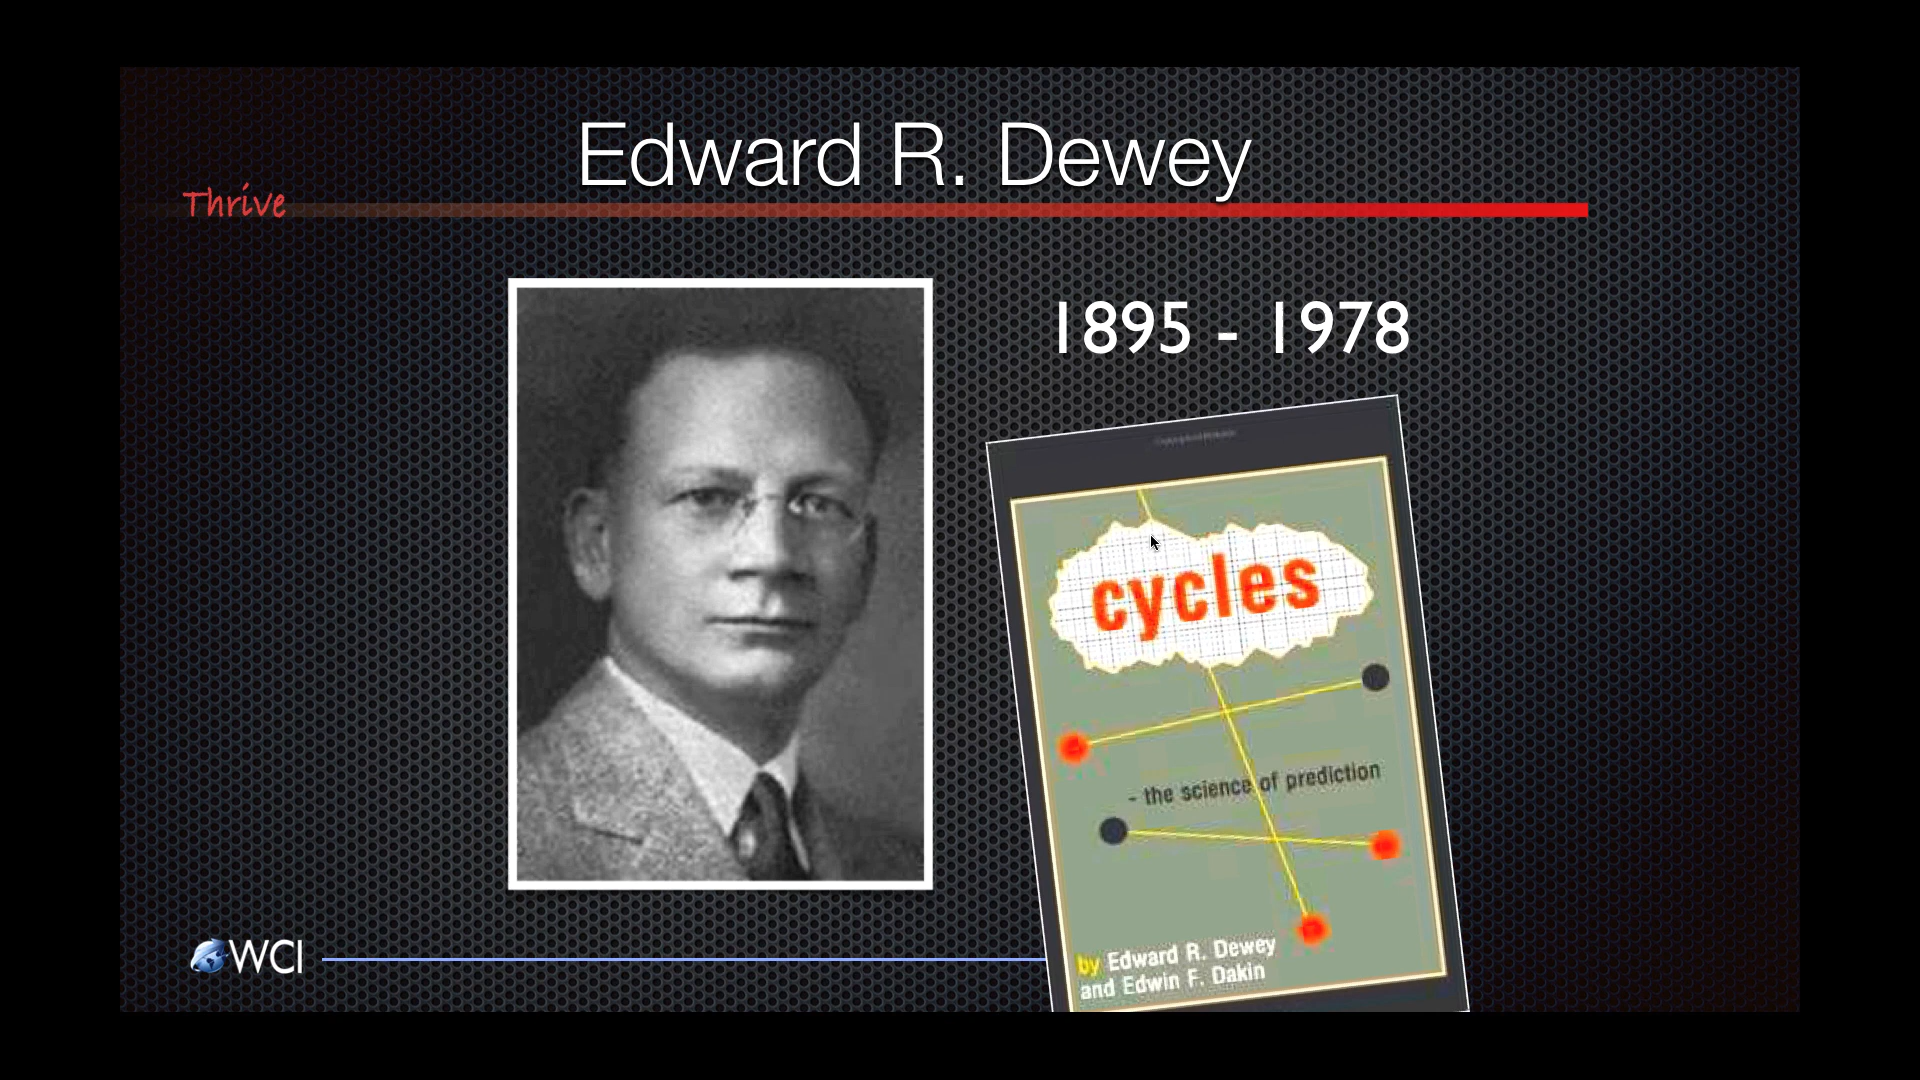 Edward R. Dewey
Thrive
1895 - 1978
cycles
- the science of prediction
by Edward R. Dewey
and Edwin F. Dakin
WCI